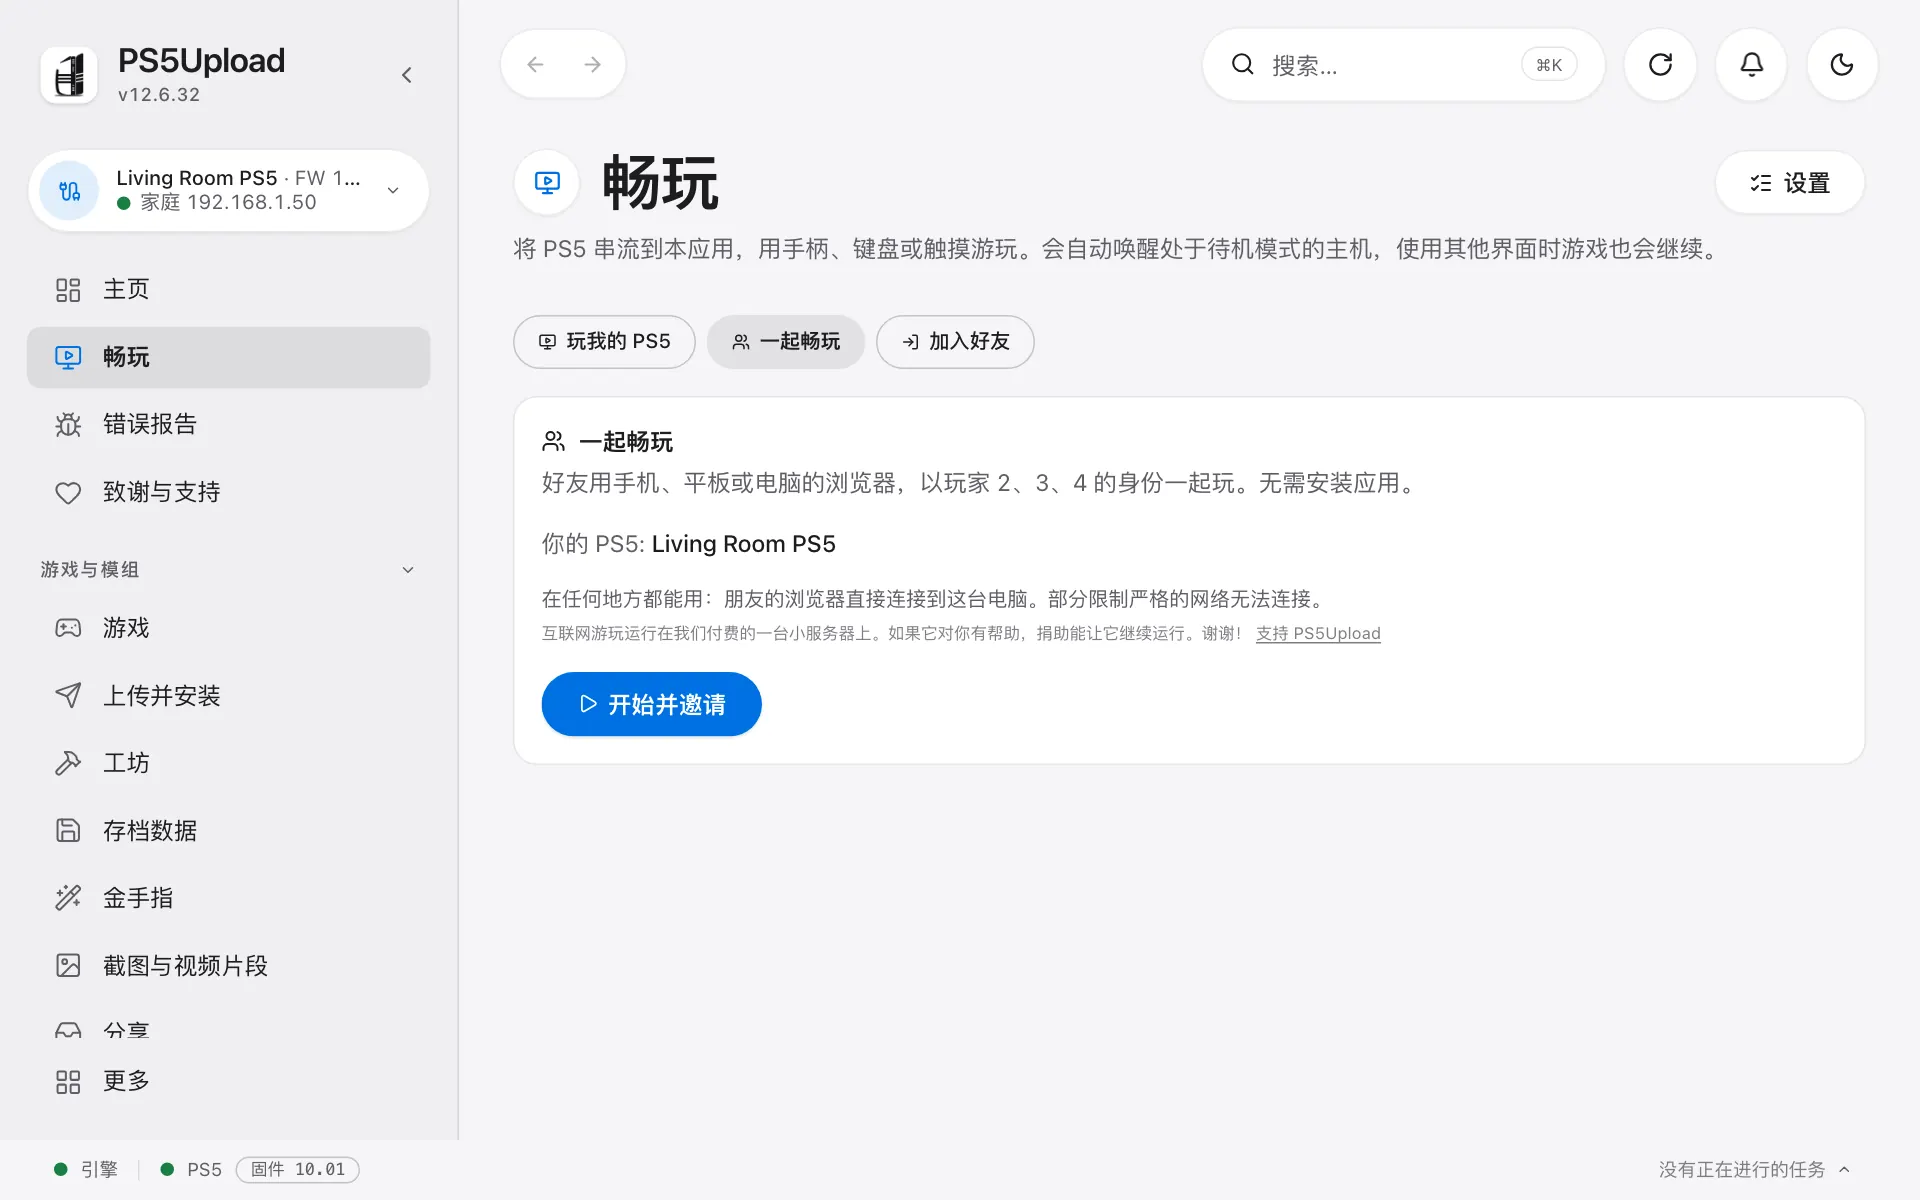 PS5Upload
v12.6.32
Living Room PS5 · FW 1...
家庭 192.168.1.50
主页
畅玩
错误报告
致谢与支持
游戏与模组
游戏
上传并安装
工坊
存档数据
金手指
截图与视频片段
分享
更多
搜索...
⌘K
畅玩
设置
将 PS5 串流到本应用，用手柄、键盘或触摸游玩。会自动唤醒处于待机模式的主机，使用其他界面时游戏也会继续。
玩我的 PS5
一起畅玩
加入好友
一起畅玩
好友用手机、平板或电脑的浏览器，以玩家 2、3、4 的身份一起玩。无需安装应用。
你的 PS5: Living Room PS5
在任何地方都能用：朋友的浏览器直接连接到这台电脑。部分限制严格的网络无法连接。
互联网游玩运行在我们付费的一台小服务器上。如果它对你有帮助，捐助能让它继续运行。谢谢！ 支持 PS5Upload
开始并邀请
引擎
PS5
固件 10.01
没有正在进行的任务